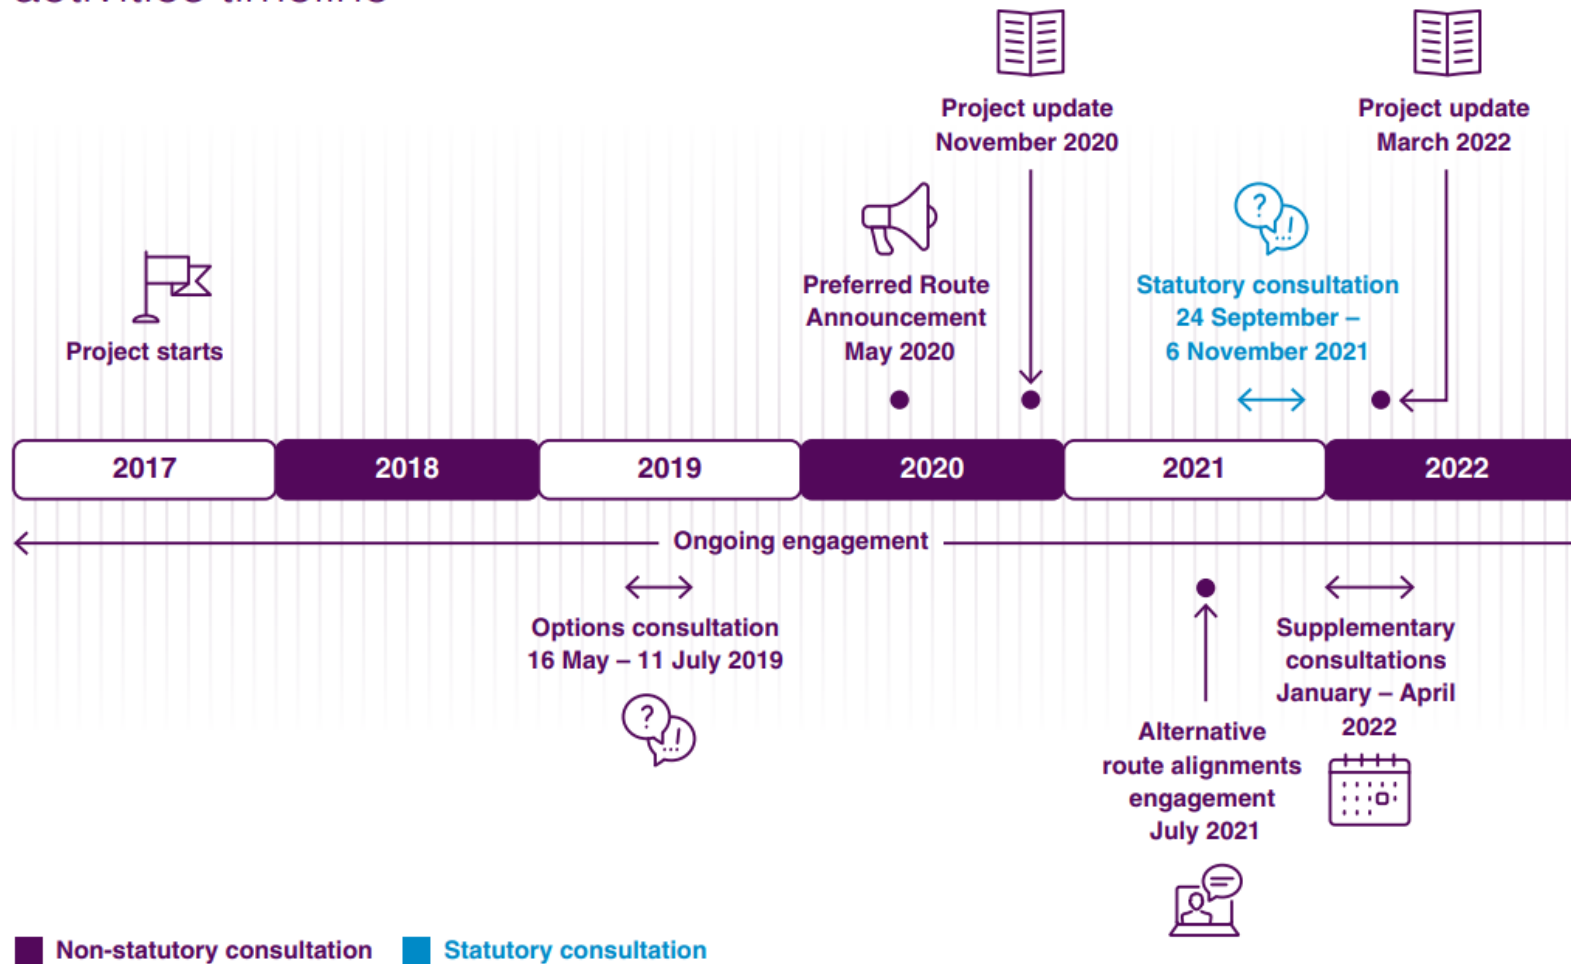 activities timeline
Project update
November 2020
Project update
March 2022
Preferred Route
Announcement
May 2020
Statutory consultation
24 September –
6 November 2021
Project starts
2017
2018
2019
2020
2021
2022
Ongoing engagement
Options consultation
16 May – 11 July 2019
Supplementary
consultations
January – April
2022
Alternative
route alignments
engagement
July 2021
Non-statutory consultation
Statutory consultation